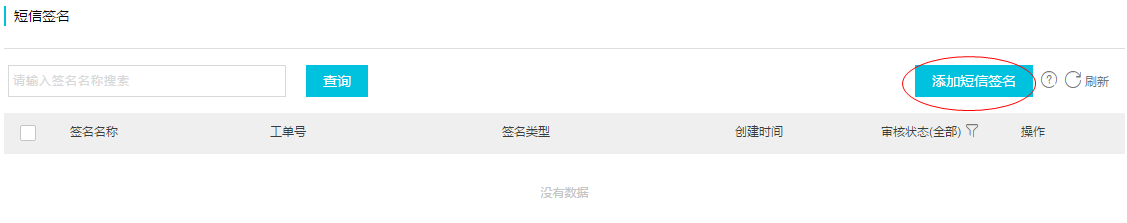 短信签名
请输入签名名称搜索 查询 添加短信签名 ? 刷新
签名名称 工单号 签名类型 创建时间 审核状态(全部) 操作
没有数据